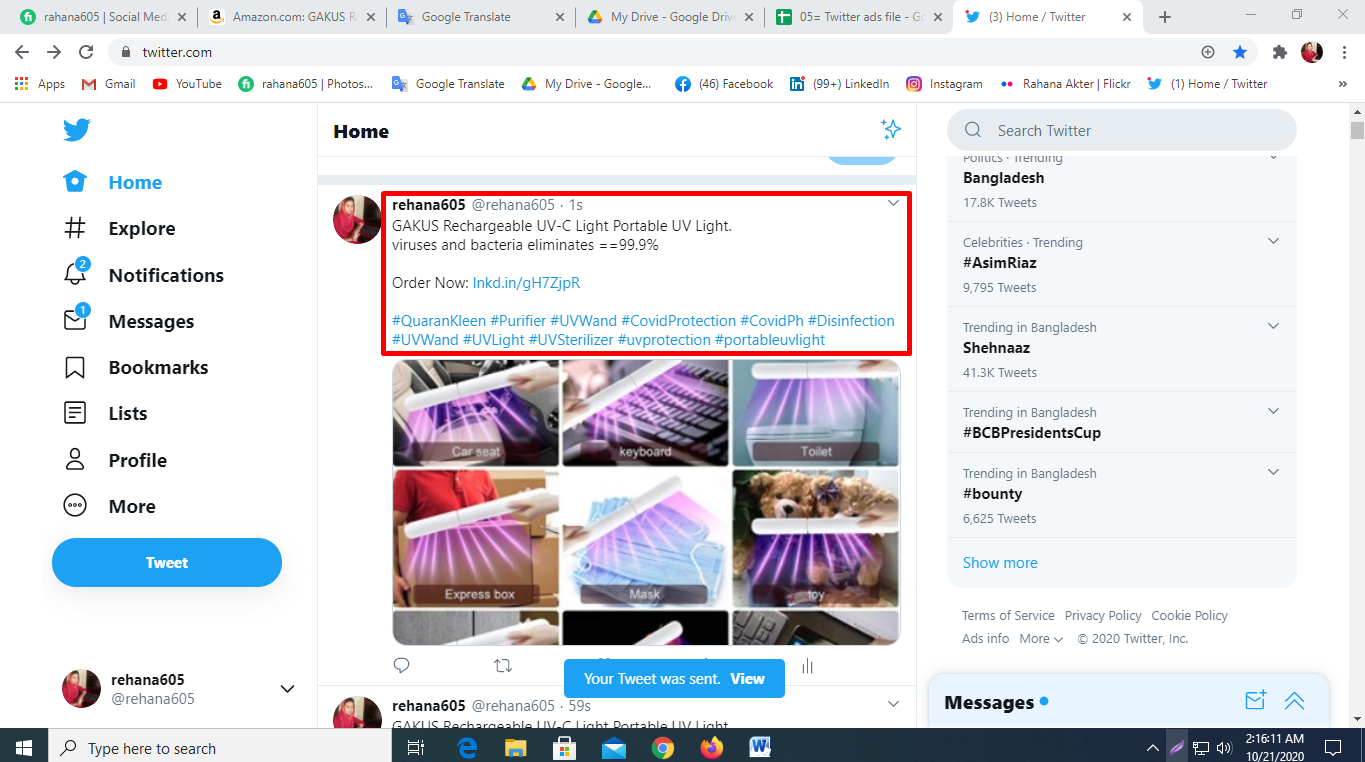 rahana605 | Social Med
Amazon.com: GAKUS R
Google Translate
My Drive - Google Drive
05= Twitter ads file - Go
(3) Home / Twitter
twitter.com
Apps
Gmail
YouTube
rahana605 | Photos...
Google Translate
My Drive - Google...
(46) Facebook
(99+) LinkedIn
Instagram
Rahana Akter | Flickr
(1) Home / Twitter
»
Home
Explore
2
Notifications
1
Messages
Bookmarks
Lists
Profile
More
Tweet
rehana605
@rehana605
Home
rehana605 @rehana605 · 1s
GAKUS Rechargeable UV-C Light Portable UV Light.
viruses and bacteria eliminates ==99.9%
Order Now: lnkd.in/gH7ZjpR
#QuaranKleen #Purifier #UVWand #CovidProtection #CovidPh #Disinfection
#UVWand #UVLight #UVSterilizer #uvprotection #portableuvlight
Car seat
keyboard
Toilet
Express box
Mask
toy
Your Tweet was sent. View
rehana605 @rehana605 · 59s
GAKUS Rechargeable UV-C Light Portable UV Light.
Search Twitter
Politics · Trending
Bangladesh
17.8K Tweets
Celebrities · Trending
#AsimRiaz
9,795 Tweets
Trending in Bangladesh
Shehnaaz
41.3K Tweets
Trending in Bangladesh
#BCBPresidentsCup
Trending in Bangladesh
#bounty
6,625 Tweets
Show more
Terms of Service Privacy Policy Cookie Policy
Ads info More © 2020 Twitter, Inc.
Messages
Type here to search
2:16:11 AM
10/21/2020